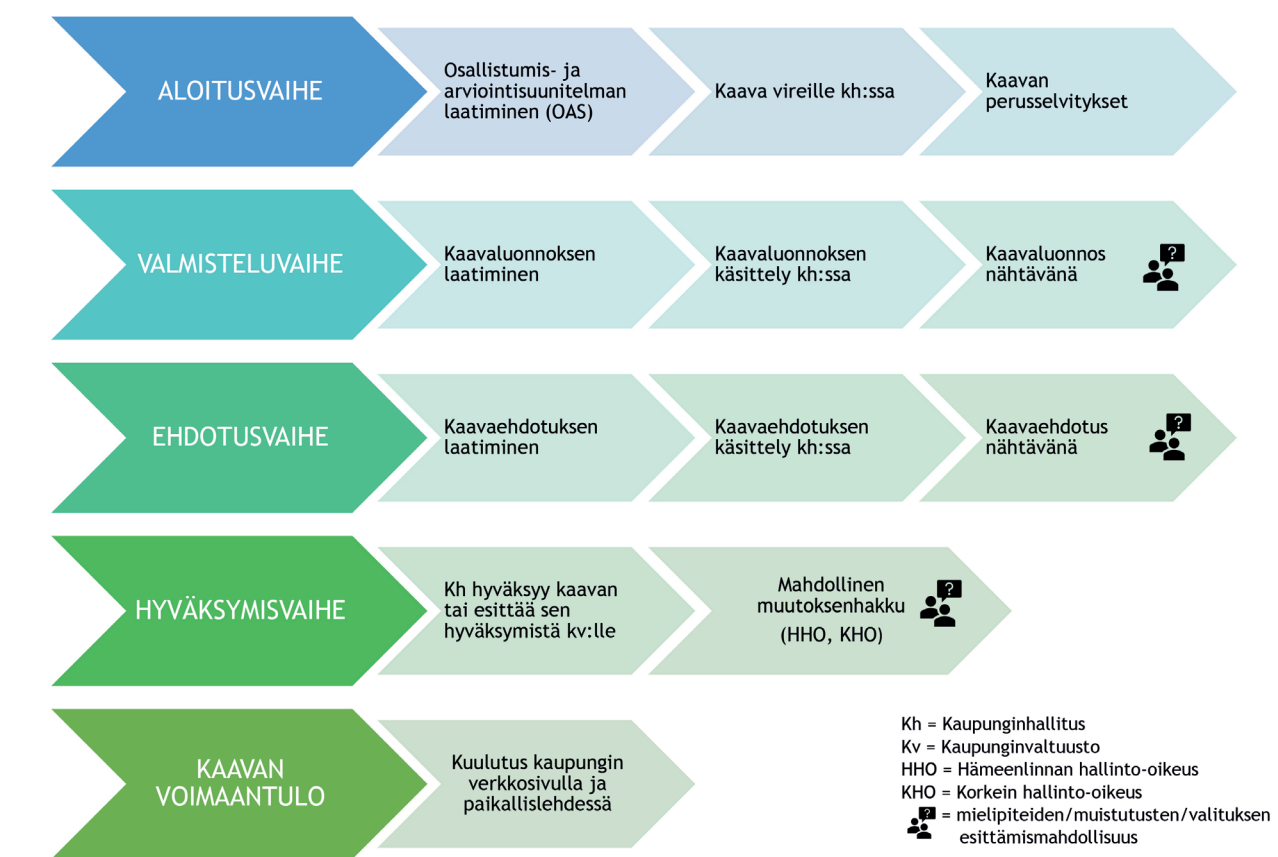 ALOITUSVAIHE
Osallistumis- ja
arviointisuunitelman
laatiminen (OAS)
Kaava vireille kh:ssa
Kaavan
perusselvitykset
VALMISTELUVAIHE
Kaavaluonnoksen
laatiminen
Kaavaluonnoksen
käsittely kh:ssa
Kaavaluonnos
nähtävänä
?
EHDOTUSVAIHE
Kaavaehdotuksen
laatiminen
Kaavaehdotuksen
käsittely kh:ssa
Kaavaehdotus
nähtävänä
?
HYVÄKSYMISVAIHE
Kh hyväksyy kaavan
tai esittää sen
hyväksymistä kv:lle
Mahdollinen
muutoksenhakku
(HHO, KHO)
?
KAAVAN
VOIMAANTULO
Kuulutus kaupungin
verkkosivulla ja
paikallislehdessä
Kh = Kaupunginhallitus
Kv = Kaupunginvaltuusto
HHO = Hämeenlinnan hallinto-oikeus
KHO = Korkein hallinto-oikeus
? = mielipiteiden/muistutusten/valituksen
esittämismahdollisuus